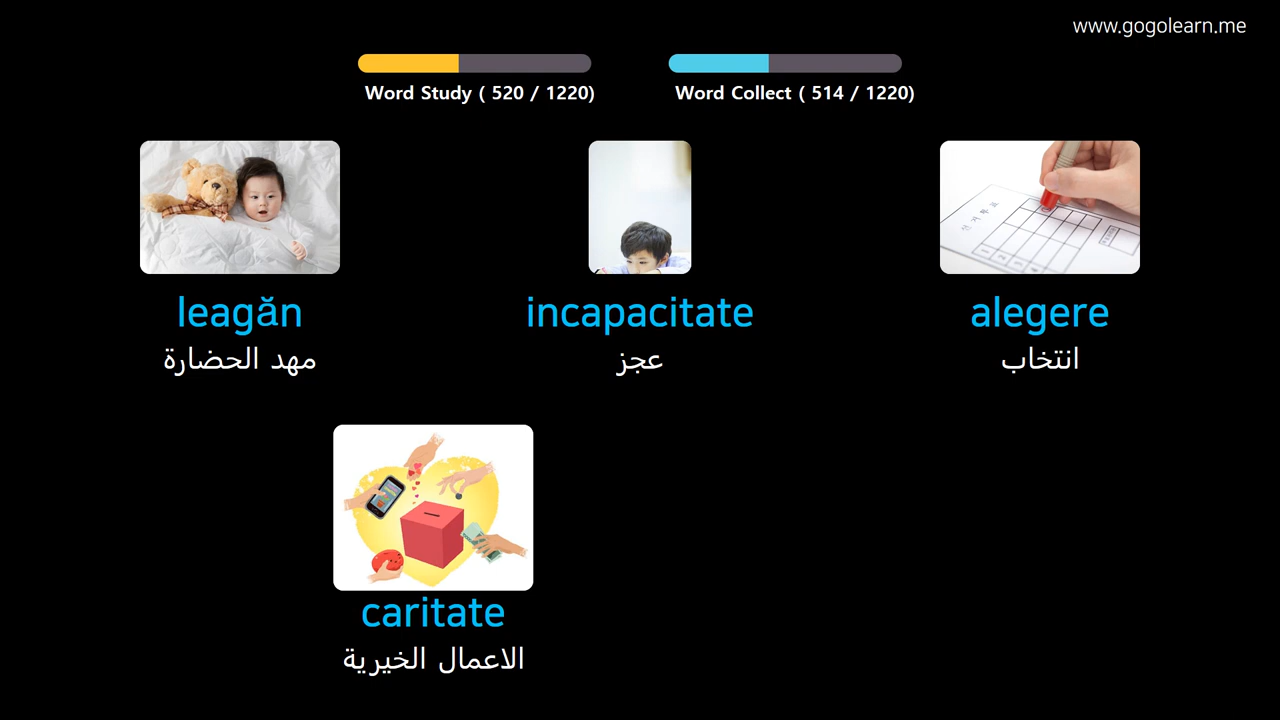 www.gogolearn.me
Word Study ( 520 / 1220)
Word Collect ( 514 / 1220)
leagăn
مهد الحضارة
incapacitate
عجز
alegere
انتخاب
caritate
الاعمال الخيرية